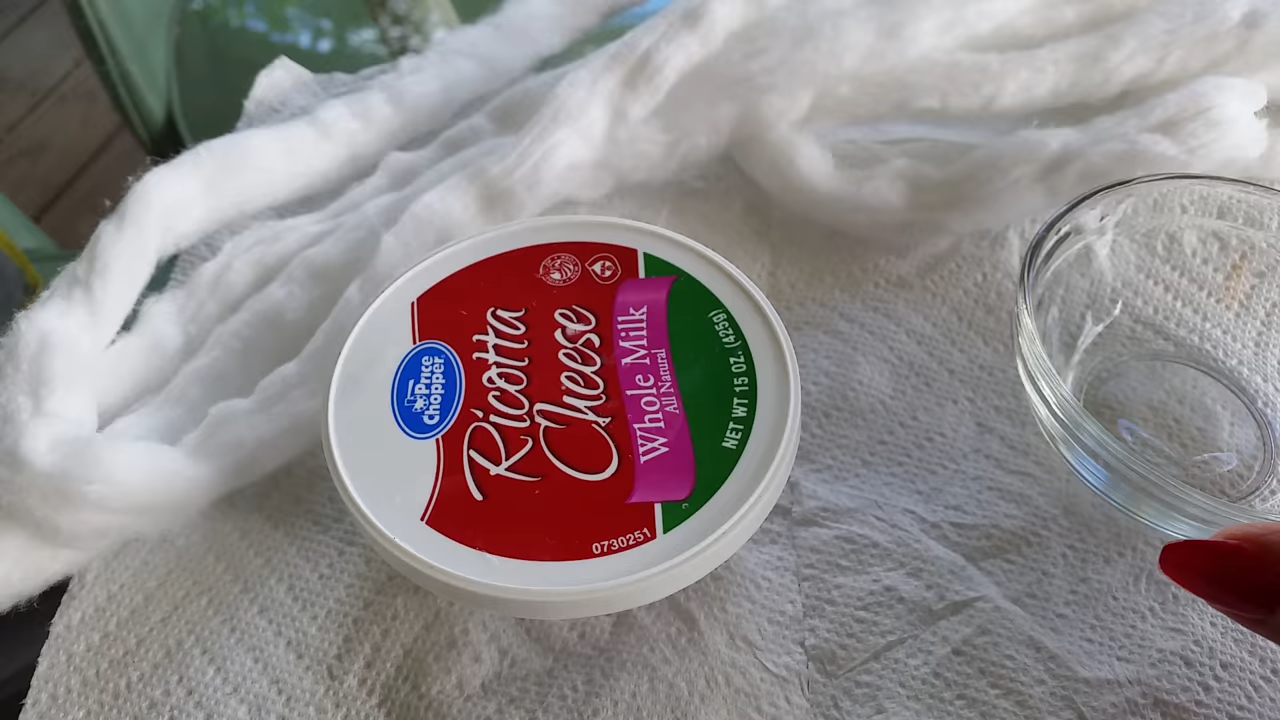 Price
Chopper
Ricotta
Cheese
Whole Milk
All Natural
NET WT 15 OZ. (425g)
0730251